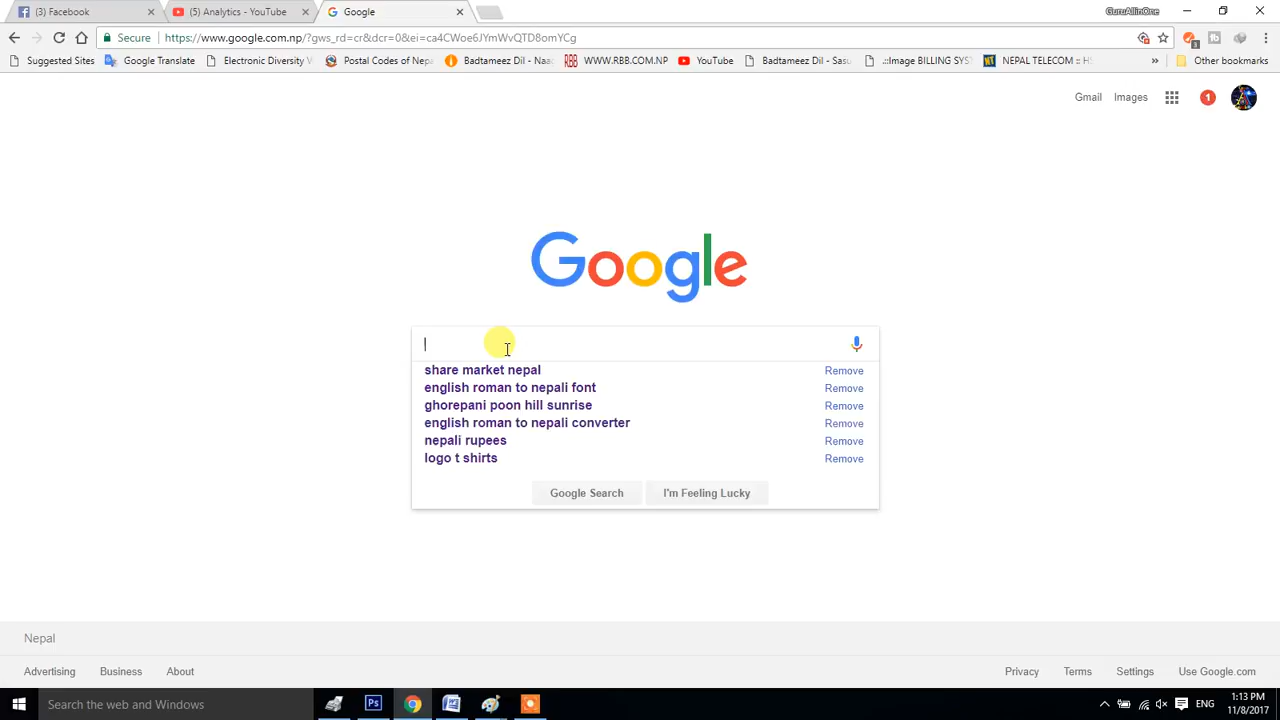 (3) Facebook
(5) Analytics - YouTube
Google
GuruAllinOne
Secure
https://www.google.com.np/?gws_rd=cr&dcr=0&ei=ca4CWoe6JYmWvQTD8omYCg
Suggested Sites
Google Translate
Electronic Diversity V
Postal Codes of Nepa
Badtameez Dil - Naa
WWW.RBB.COM.NP
YouTube
Badtameez Dil - Sasu
.::Image BILLING SYS
NEPAL TELECOM :: H
»
Other bookmarks
Gmail
Images
1
Google
share market nepal Remove
english roman to nepali font Remove
ghorepani poon hill sunrise Remove
english roman to nepali converter Remove
nepali rupees Remove
logo t shirts Remove
Google Search
I'm Feeling Lucky
Nepal
Advertising Business About
Privacy Terms Settings Use Google.com
Search the web and Windows
Ps
ENG
1:13 PM
11/8/2017